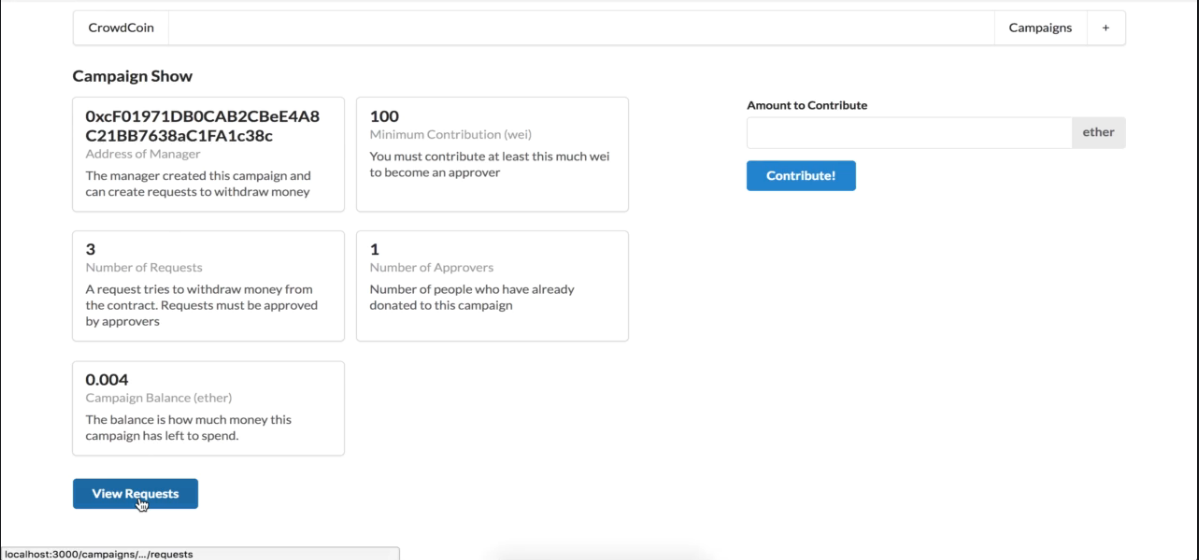 CrowdCoin
Campaigns
+
Campaign Show
0xcF01971DB0CAB2CBeE4A8
C21BB7638aC1FA1c38c
Address of Manager
The manager created this campaign and
can create requests to withdraw money
100
Minimum Contribution (wei)
You must contribute at least this much wei
to become an approver
3
Number of Requests
A request tries to withdraw money from
the contract. Requests must be approved
by approvers
1
Number of Approvers
Number of people who have already
donated to this campaign
0.004
Campaign Balance (ether)
The balance is how much money this
campaign has left to spend.
View Requests
Amount to Contribute
ether
Contribute!
localhost:3000/campaigns/.../requests